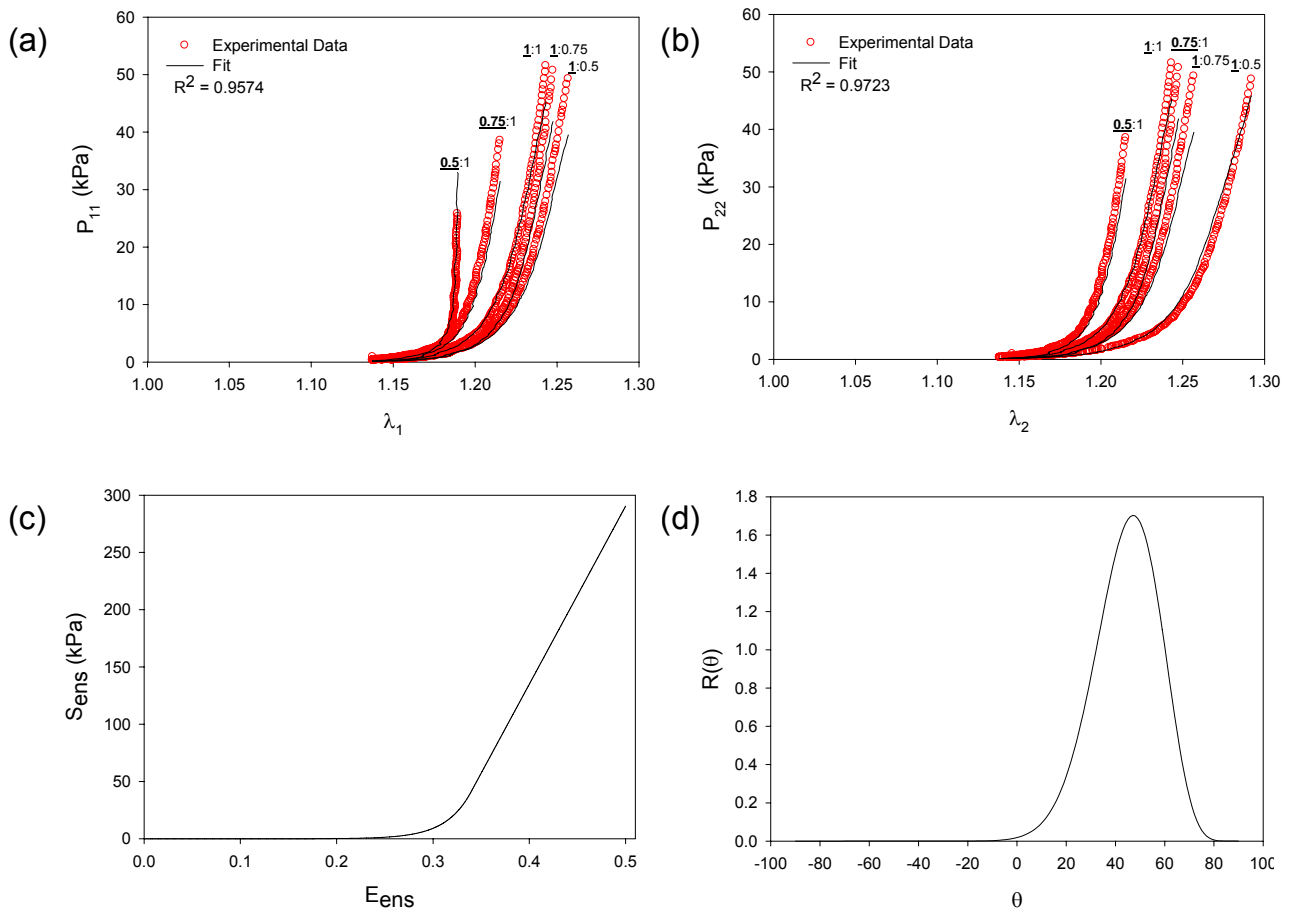 (a)
60
50
40
30
20
10
0
P11 (kPa)
Experimental Data
Fit
R2 = 0.9574
1:1 1:0.75
1:0.5
0.75:1
0.5:1
1.00 1.05 1.10 1.15 1.20 1.25 1.30
λ1
(b)
60
50
40
30
20
10
0
P22 (kPa)
Experimental Data
Fit
R2 = 0.9723
0.75:1
1:1
1:0.75
1:0.5
0.5:1
1.00 1.05 1.10 1.15 1.20 1.25 1.30
λ2
(c)
300
250
200
150
100
50
0
Sens (kPa)
0.0 0.1 0.2 0.3 0.4 0.5
Eens
(d)
1.8
1.6
1.4
1.2
1.0
0.8
0.6
0.4
0.2
0.0
R(θ)
-100 -80 -60 -40 -20 0 20 40 60 80 100
θ